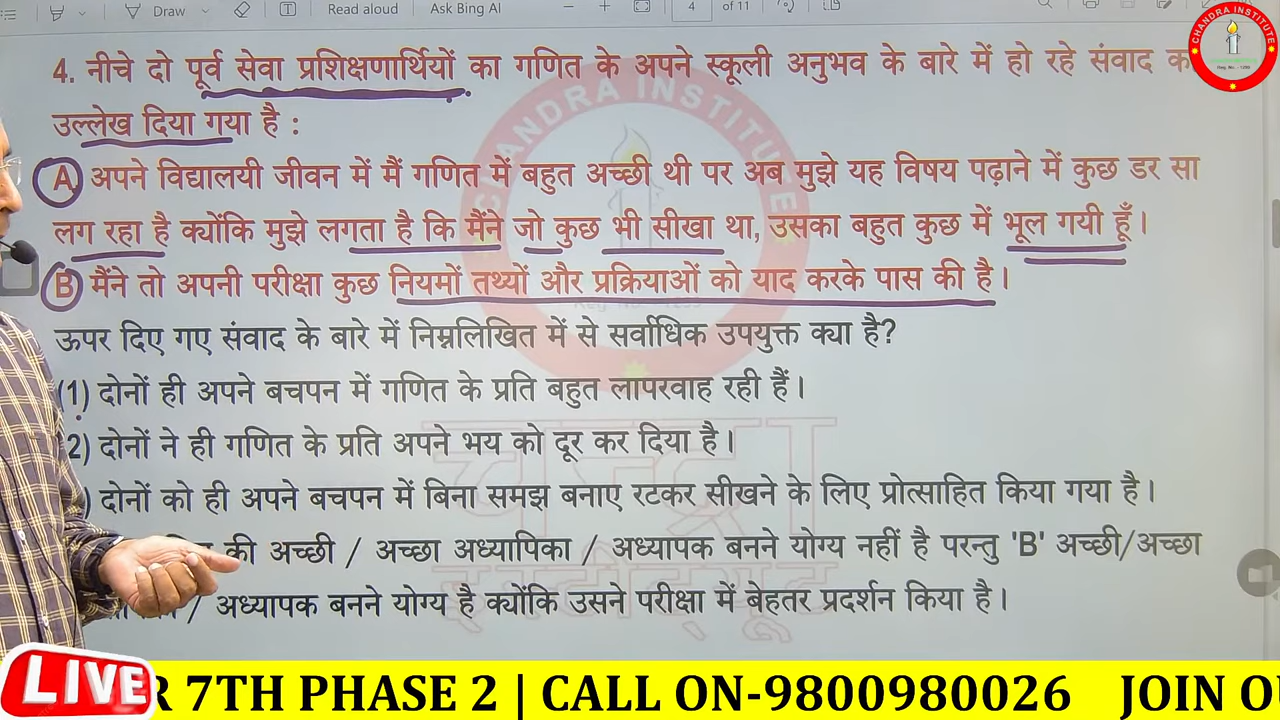 Draw
Read aloud
Ask Bing AI
4 of 11
CHANDRA INSTITUTE
4. नीचे दो पूर्व सेवा प्रशिक्षणार्थियों का गणित के अपने स्कूली अनुभव के बारे में हो रहे संवाद
उल्लेख दिया गया है :
A अपने विद्यालयी जीवन में मैं गणित में बहुत अच्छी थी पर अब मुझे यह विषय पढ़ाने में कुछ डर सा
लग रहा है क्योंकि मुझे लगता है कि मैंने जो कुछ भी सीखा था, उसका बहुत कुछ में भूल गयी हूँ।
B मैंने तो अपनी परीक्षा कुछ नियमों तथ्यों और प्रक्रियाओं को याद करके पास की है।
ऊपर दिए गए संवाद के बारे में निम्नलिखित में से सर्वाधिक उपयुक्त क्या है?
(1) दोनों ही अपने बचपन में गणित के प्रति बहुत लापरवाह रही हैं।
2) दोनों ने ही गणित के प्रति अपने भय को दूर कर दिया है।
) दोनों को ही अपने बचपन में बिना समझ बनाए रटकर सीखने के लिए प्रोत्साहित किया गया है।
की अच्छी / अच्छा अध्यापिका / अध्यापक बनने योग्य नहीं है परन्तु 'B' अच्छी/अच्छा
/ अध्यापक बनने योग्य है क्योंकि उसने परीक्षा में बेहतर प्रदर्शन किया है।
CHANDRA INSTITUTE
चन्द्रा
इंस्टीट्यूट
LIVE
R 7TH PHASE 2 | CALL ON-9800980026 JOIN